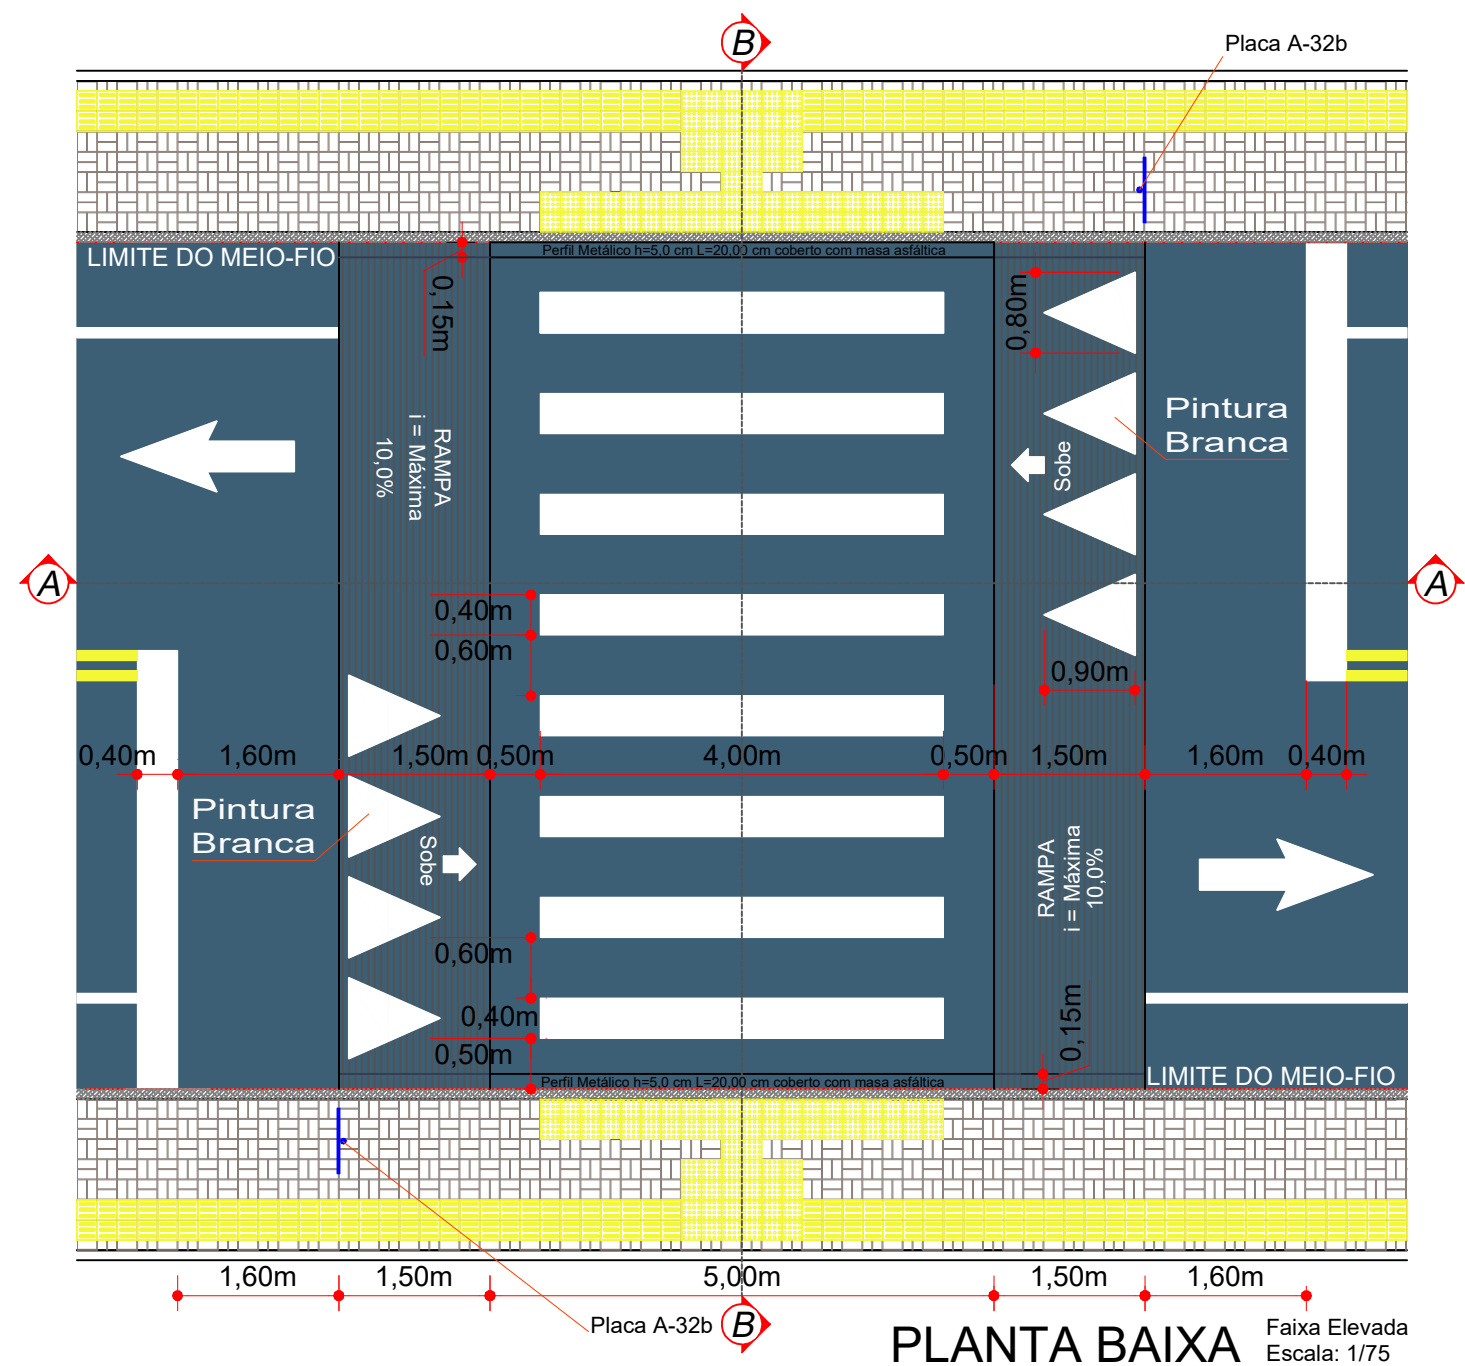 B
Placa A-32b
LIMITE DO MEIO-FIO
Perfil Metálico h=5,0 cm L=20,00 cm coberto com masa asfáltica
0,15m
0,80m
RAMPA
i = Máxima
10,0%
Sobe
Pintura
Branca
A
A
0,40m
0,60m
0,90m
0,40m
1,60m
1,50m
0,50m
4,00m
0,50m
1,50m
1,60m
0,40m
Pintura
Branca
Sobe
RAMPA
i = Máxima
10,0%
0,60m
0,40m
0,50m
0,15m
Perfil Metálico h=5,0 cm L=20,00 cm coberto com masa asfáltica
LIMITE DO MEIO-FIO
1,60m
1,50m
5,00m
1,50m
1,60m
Placa A-32b
B
PLANTA BAIXA
Faixa Elevada
Escala: 1/75